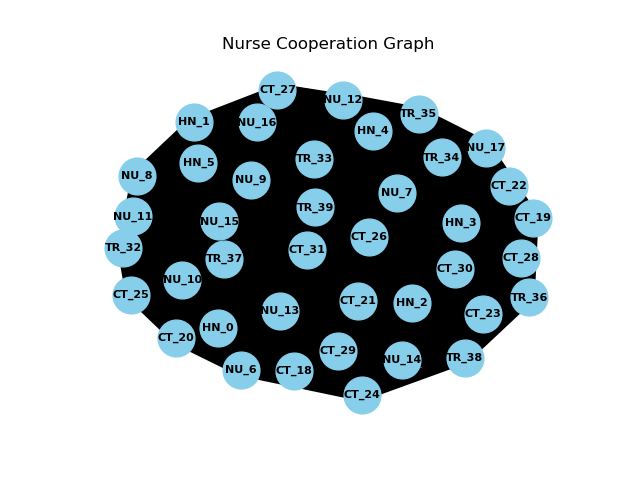 Nurse Cooperation Graph
CT_27
NU_12
TR_35
HN_1
NU_16
HN_4
NU_17
TR_34
TR_33
HN_5
NU_8
NU_9
CT_22
NU_7
TR_39
NU_11
CT_19
NU_15
HN_3
CT_26
TR_32
CT_31
TR_37
CT_28
CT_30
NU_10
CT_25
TR_36
CT_21
HN_2
NU_13
CT_23
HN_0
CT_20
CT_29
TR_38
NU_14
NU_6
CT_18
CT_24